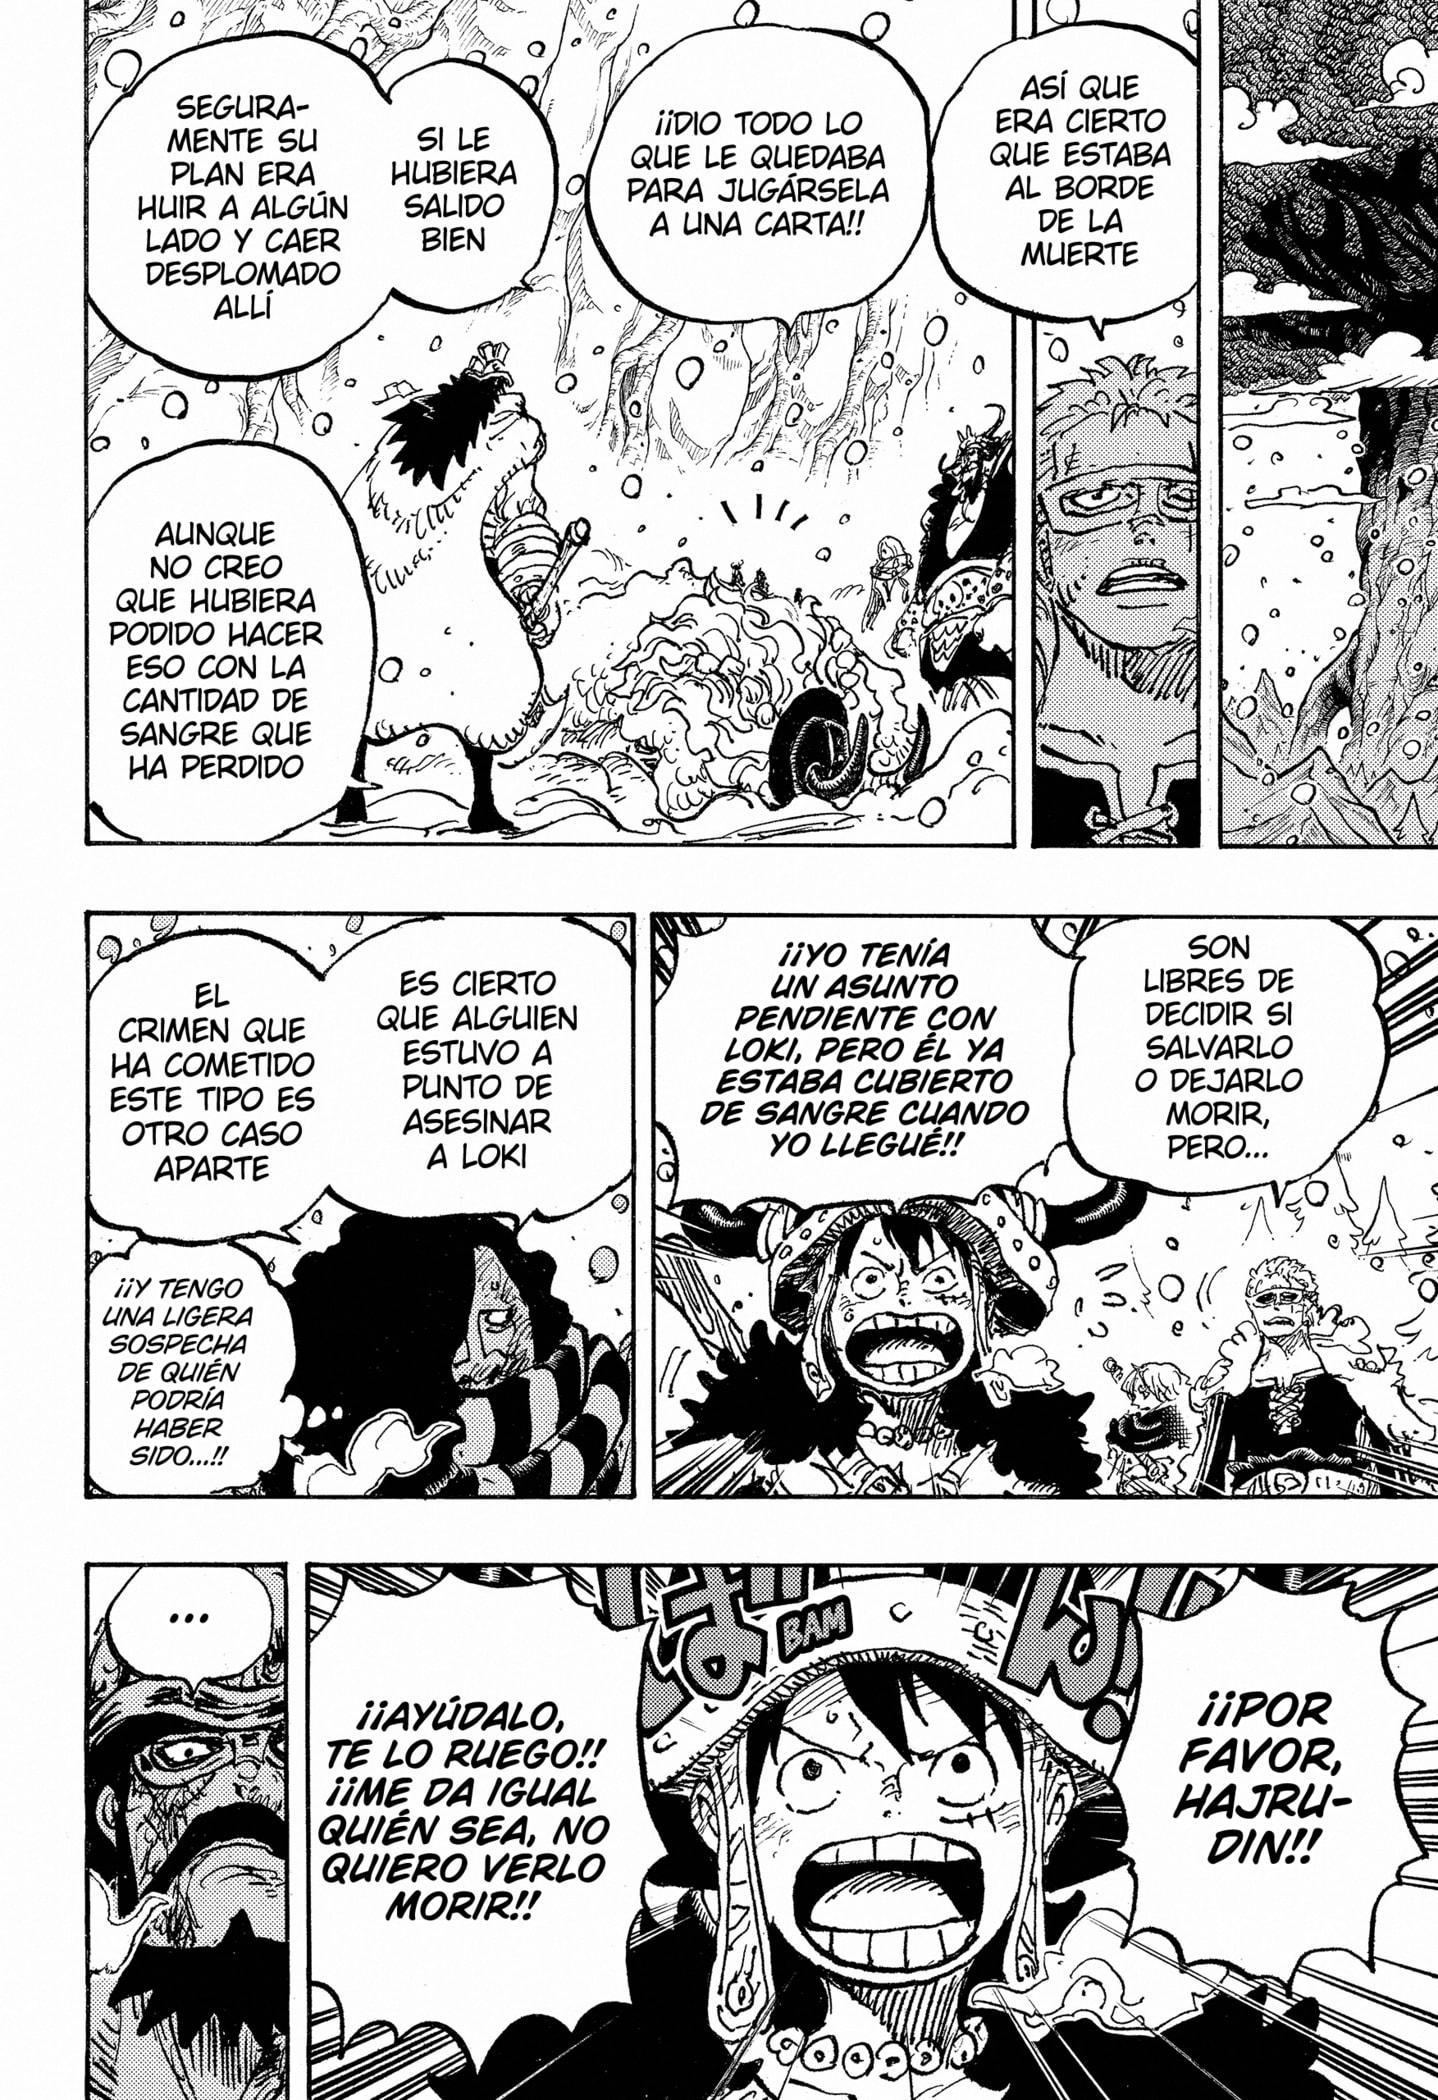 ASÍ QUE
ERA CIERTO
QUE ESTABA
AL BORDE
DE LA
MUERTE
¡¡DIO TODO LO
QUE LE QUEDABA
PARA JUGÁRSELA
A UNA CARTA!!
SI LE
HUBIERA
SALIDO
BIEN
SEGURA-
MENTE SU
PLAN ERA
HUIR A ALGÚN
LADO Y CAER
DESPLOMADO
ALLÍ
AUNQUE
NO CREO
QUE HUBIERA
PODIDO HACER
ESO CON LA
CANTIDAD DE
SANGRE QUE
HA PERDIDO
SON
LIBRES DE
DECIDIR SI
SALVARLO
O DEJARLO
MORIR,
PERO...
¡¡YO TENÍA
UN ASUNTO
PENDIENTE CON
LOKI, PERO ÉL YA
ESTABA CUBIERTO
DE SANGRE CUANDO
YO LLEGUÉ!!
ES CIERTO
QUE ALGUIEN
ESTUVO A
PUNTO DE
ASESINAR
A LOKI
EL
CRIMEN QUE
HA COMETIDO
ESTE TIPO ES
OTRO CASO
APARTE
¡¡Y TENGO
UNA LIGERA
SOSPECHA
DE QUIÉN
PODRÍA
HABER
SIDO...!!
¡¡POR
FAVOR,
HAJRU-
DIN!!
ん!
BAM
ば
¡¡AYÚDALO,
TE LO RUEGO!!
¡¡ME DA IGUAL
QUIÉN SEA, NO
QUIERO VERLO
MORIR!!
...